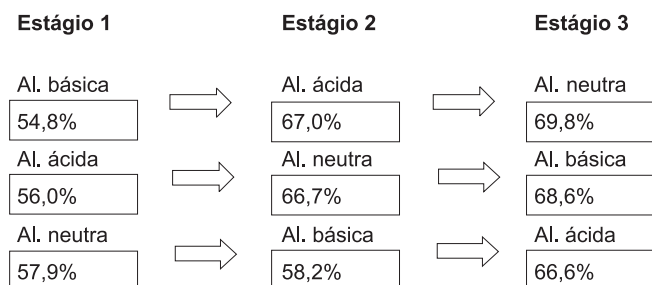 Estágio 1 Estágio 2 Estágio 3
Al. básica Al. ácida Al. neutra
54,8% 67,0% 69,8%
Al. ácida Al. neutra Al. básica
56,0% 66,7% 68,6%
Al. neutra Al. básica Al. ácida
57,9% 58,2% 66,6%